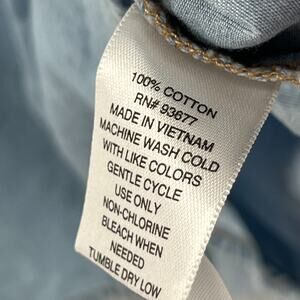 100% COTTON
RN# 93677
MADE IN VIETNAM
MACHINE WASH COLD
WITH LIKE COLORS
GENTLE CYCLE
USE ONLY
NON-CHLORINE
BLEACH WHEN
NEEDED
TUMBLE DRY LOW